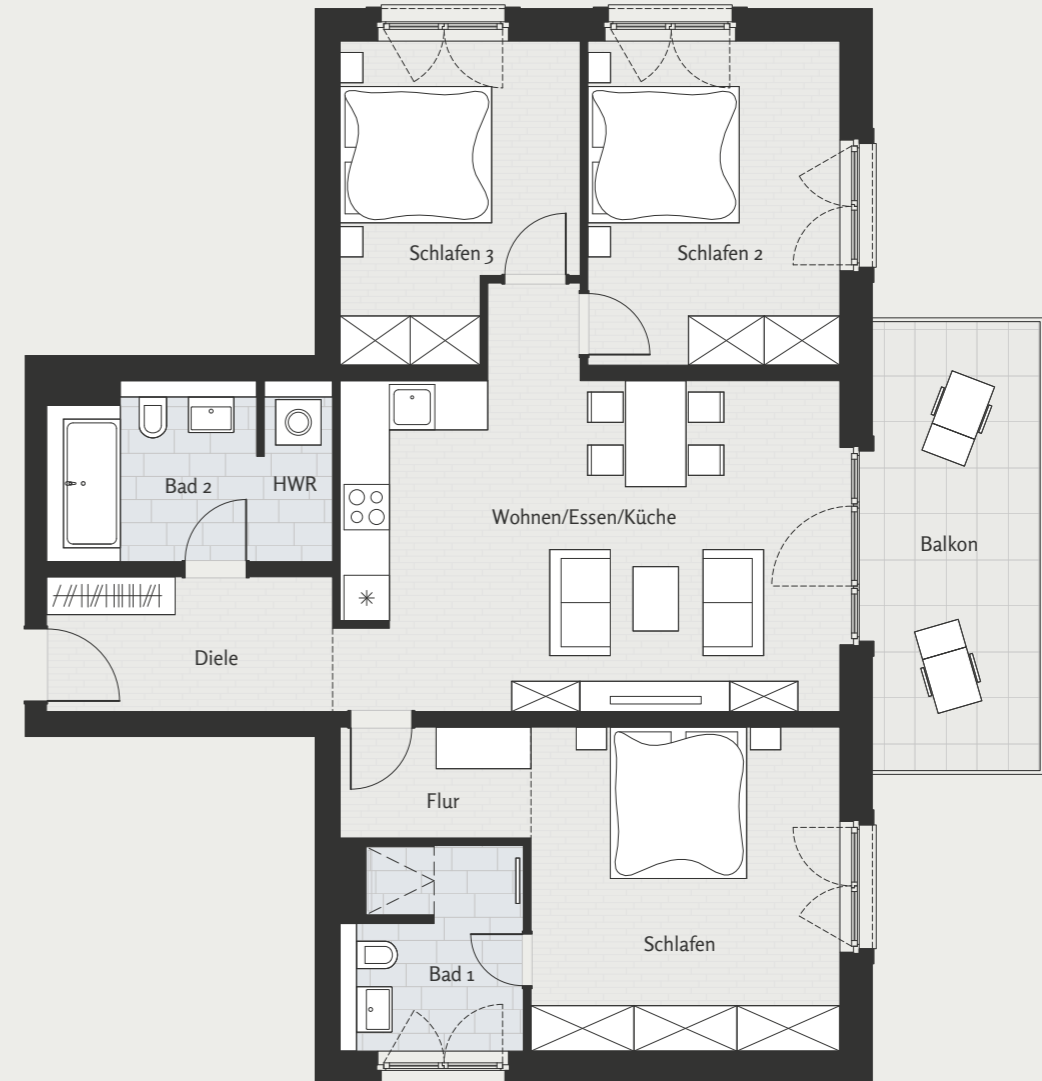 Schlafen 3
Schlafen 2
Bad 2
HWR
Wohnen/Essen/Küche
Balkon
Diele
Flur
Schlafen
Bad 1